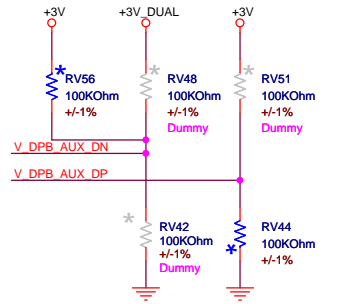 +3V +3V_DUAL +3V
* RV56 * RV48 * RV51
100KOhm 100KOhm 100KOhm
+/-1% +/-1% +/-1%
Dummy Dummy
V_DPB_AUX_DN
V_DPB_AUX_DP
* RV42 RV44
100KOhm * 100KOhm
+/-1% +/-1%
Dummy